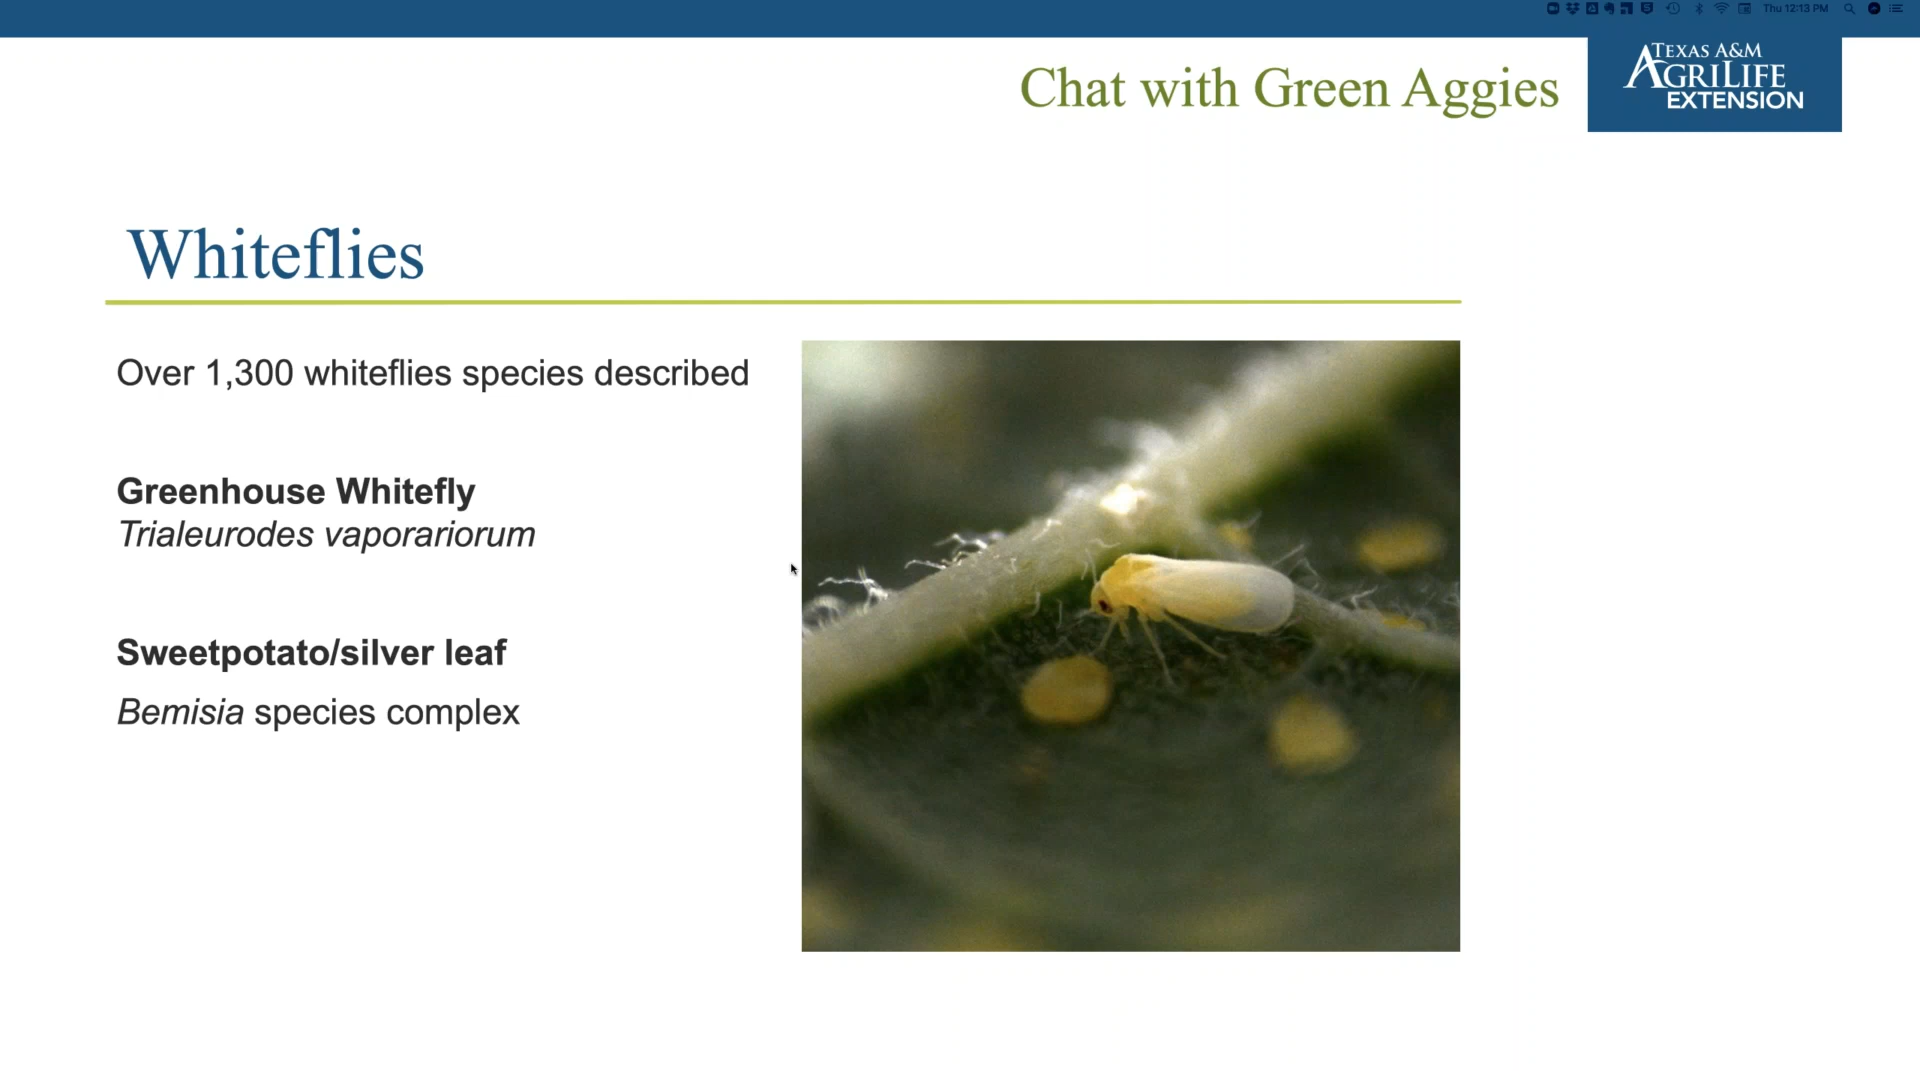 Thu 12:13 PM
Chat with Green Aggies
TEXAS A&M
AGRILIFE
EXTENSION
Whiteflies
Over 1,300 whiteflies species described
Greenhouse Whitefly
Trialeurodes vaporariorum
Sweetpotato/silver leaf
Bemisia species complex